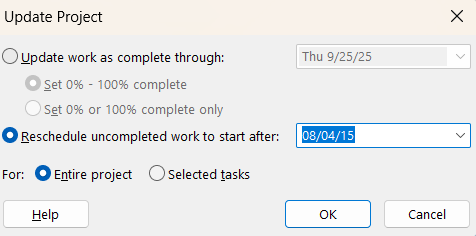 Update Project
Update work as complete through: Thu 9/25/25
Set 0% - 100% complete
Set 0% or 100% complete only
Reschedule uncompleted work to start after: 08/04/15
For: Entire project Selected tasks
Help OK Cancel